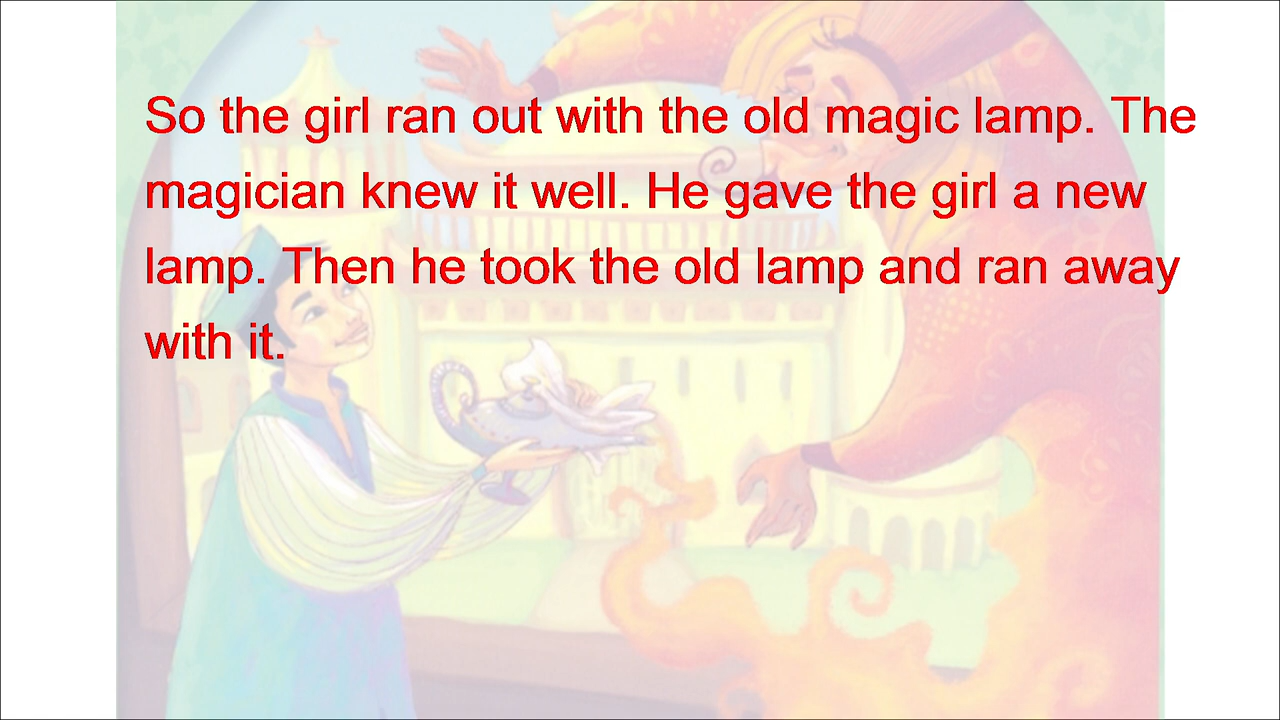 So the girl ran out with the old magic lamp. The
magician knew it well. He gave the girl a new
lamp. Then he took the old lamp and ran away
with it.